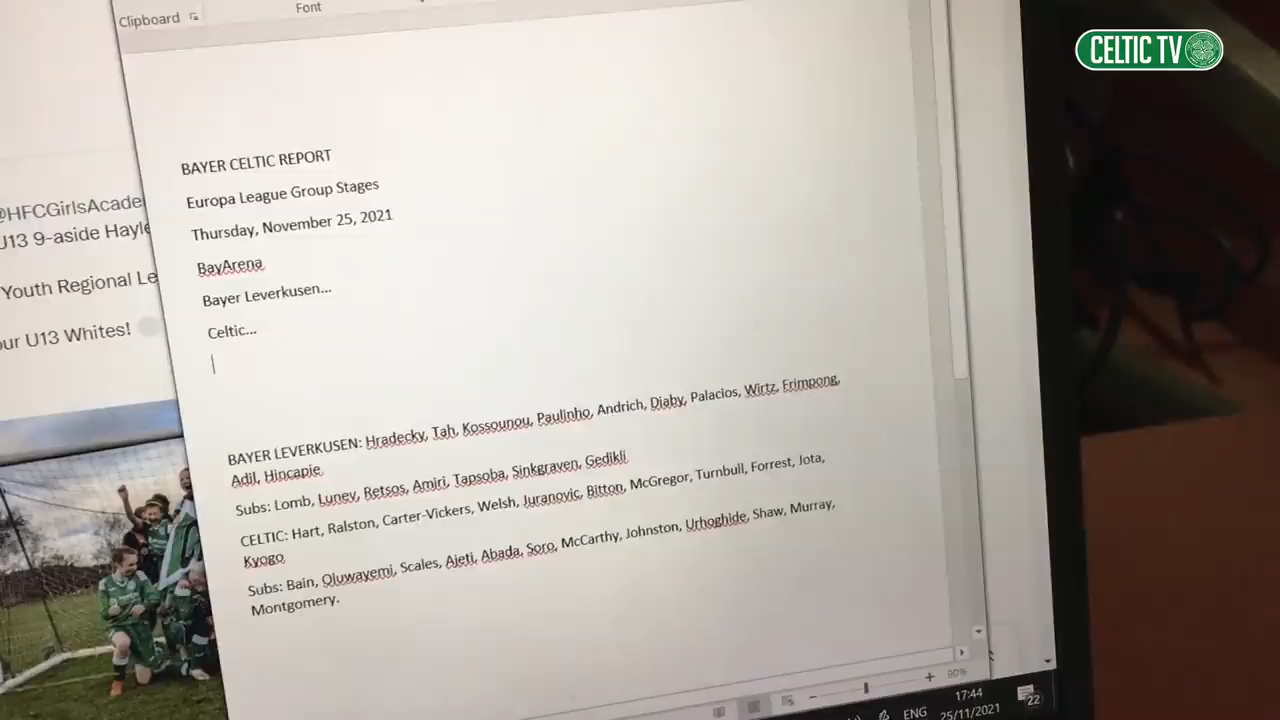 Clipboard
Font
CELTIC TV
BAYER CELTIC REPORT
Europa League Group Stages
Thursday, November 25, 2021
BayArena
Bayer Leverkusen...
Celtic...
BAYER LEVERKUSEN: Hradecky, Tah, Kossounou, Paulinho, Andrich, Diaby, Palacios, Wirtz, Frimpong,
Adil, Hincapie
Subs: Lomb, Lunev, Retsos, Amiri, Tapsoba, Sinkgraven, Gedikli
CELTIC: Hart, Ralston, Carter-Vickers, Welsh, Juranovic, Bitton, McGregor, Turnbull, Forrest, Jota,
Kyogo
Subs: Bain, Oluwayemi, Scales, Ajeti, Abada, Soro, McCarthy, Johnston, Urhoghide, Shaw, Murray,
Montgomery.
@HFCGirlsAcade
U13 9-aside Hayle
Youth Regional Le
our U13 Whites!
90%
ENG
17:44
25/11/2021
22